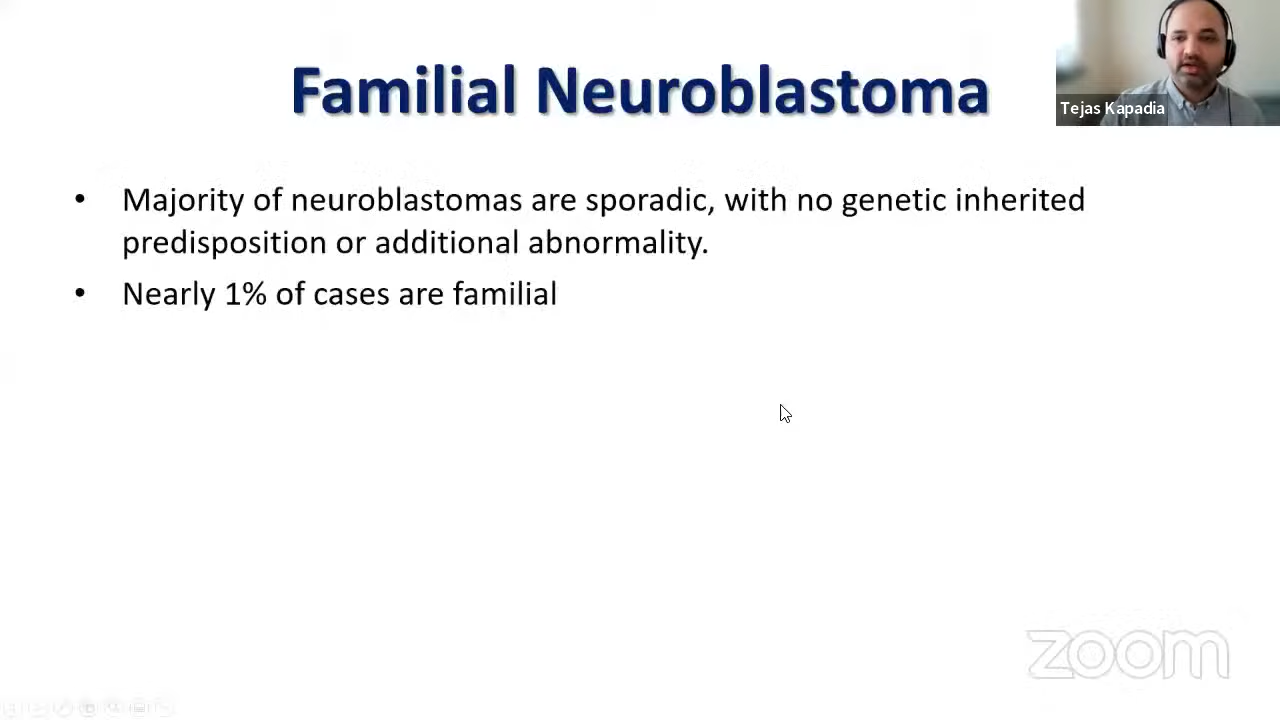 Familial Neuroblastoma
Tejas Kapadia
• Majority of neuroblastomas are sporadic, with no genetic inherited
predisposition or additional abnormality.
• Nearly 1% of cases are familial
zoom